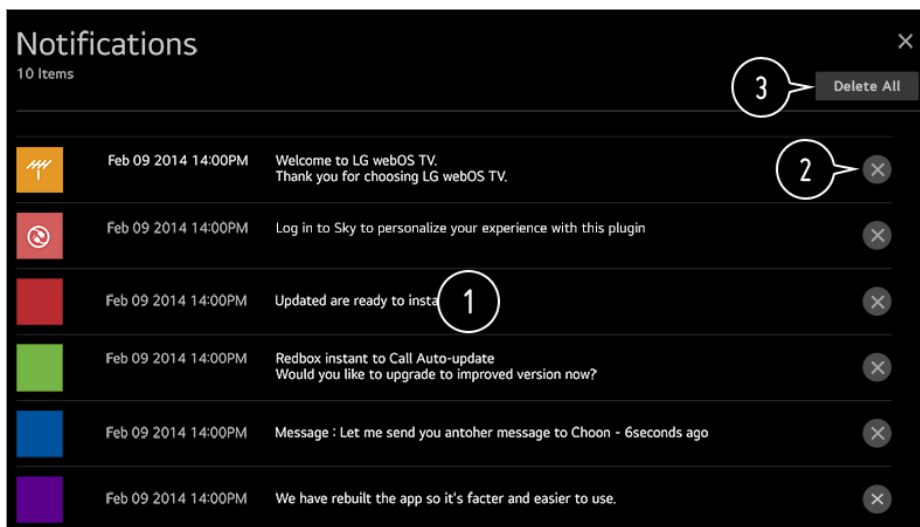 Notifications
10 Items
3
Delete All
Feb 09 2014 14:00PM
Welcome to LG webOS TV.
Thank you for choosing LG webOS TV.
2
Feb 09 2014 14:00PM
Log in to Sky to personalize your experience with this plugin
Feb 09 2014 14:00PM
Updated are ready to insta
1
Feb 09 2014 14:00PM
Redbox instant to Call Auto-update
Would you like to upgrade to improved version now?
Feb 09 2014 14:00PM
Message : Let me send you antoher message to Choon - 6seconds ago
Feb 09 2014 14:00PM
We have rebuilt the app so it's facter and easier to use.